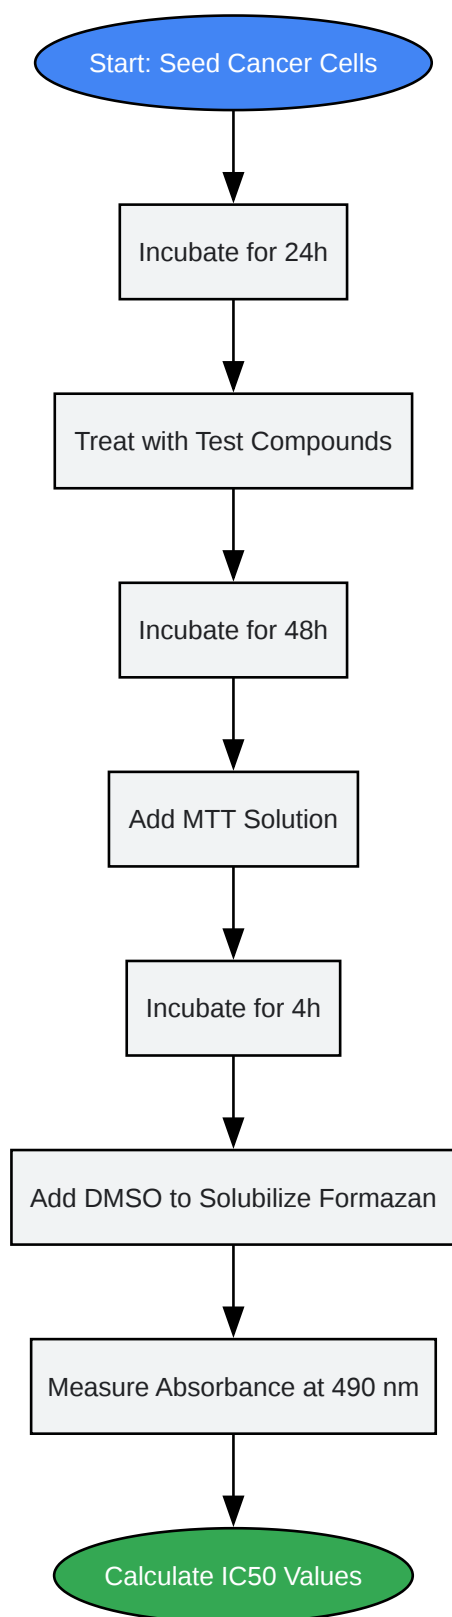 Start: Seed Cancer Cells
Incubate for 24h
Treat with Test Compounds
Incubate for 48h
Add MTT Solution
Incubate for 4h
Add DMSO to Solubilize Formazan
Measure Absorbance at 490 nm
Calculate IC50 Values